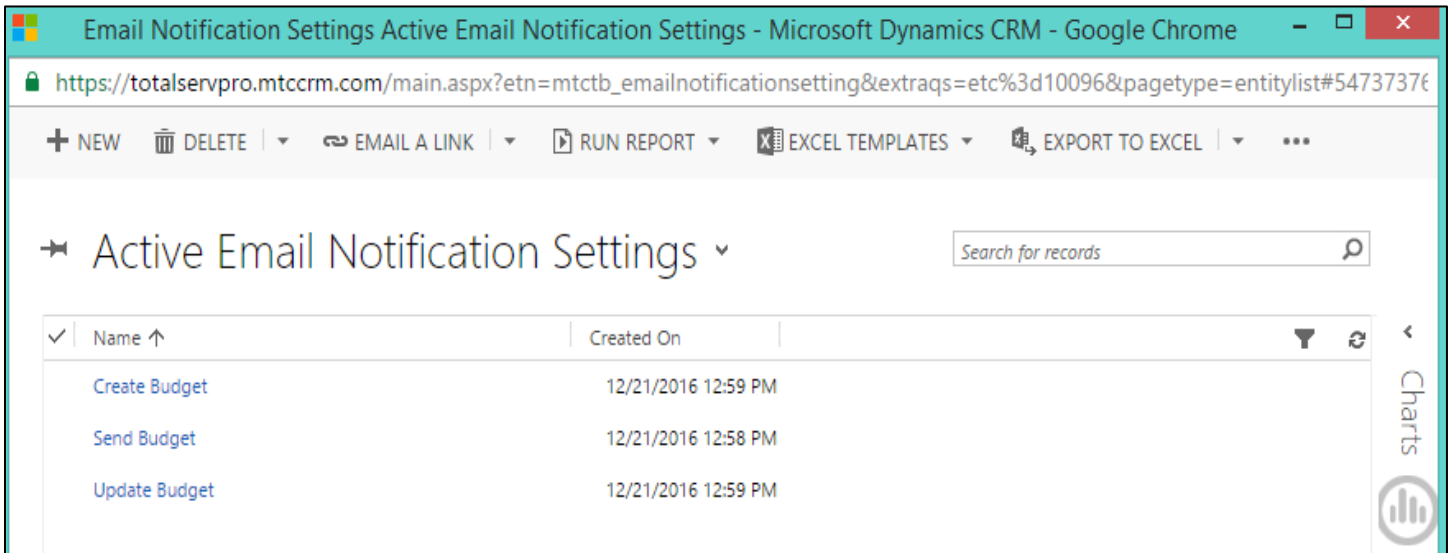 Email Notification Settings Active Email Notification Settings - Microsoft Dynamics CRM - Google Chrome
https://totalservpro.mtccrm.com/main.aspx?etn=mtctb_emailnotificationsetting&extraqs=etc%3d10096&pagetype=entitylist#54737376
NEW DELETE EMAIL A LINK RUN REPORT EXCEL TEMPLATES EXPORT TO EXCEL
Active Email Notification Settings Search for records
Name Created On
Create Budget 12/21/2016 12:59 PM
Send Budget 12/21/2016 12:58 PM
Update Budget 12/21/2016 12:59 PM
Charts